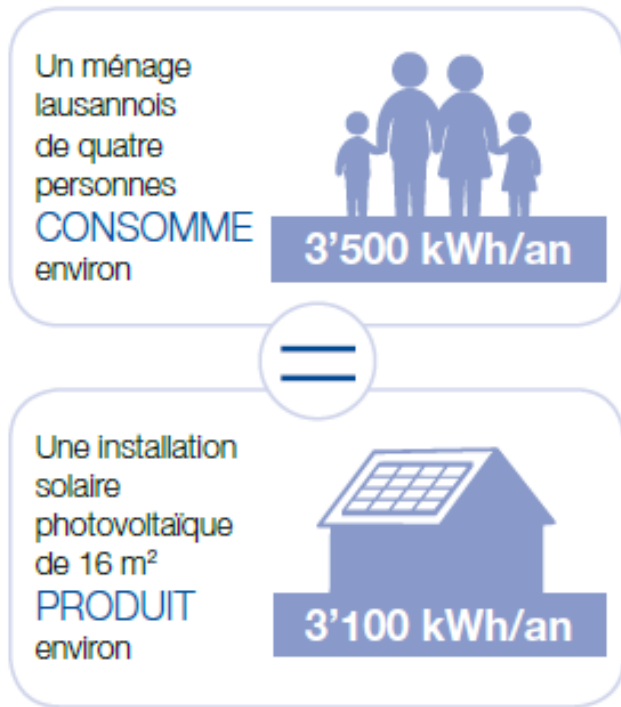 Un ménage
lausannois
de quatre
personnes
CONSOMME
environ
3’500 kWh/an
=
Une installation
solaire
photovoltaïque
de 16 m²
PRODUIT
environ
3’100 kWh/an